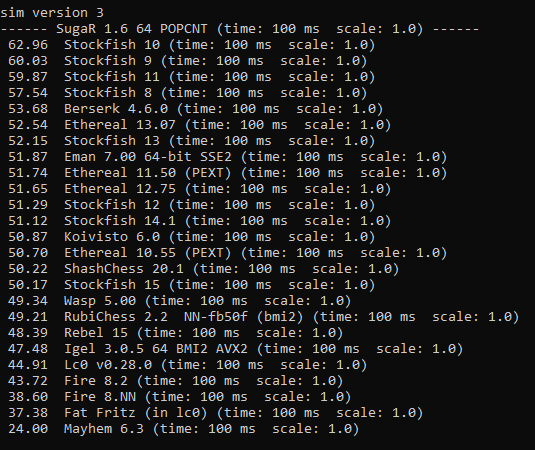 sim version 3
------ SugaR 1.6 64 POPCNT (time: 100 ms  scale: 1.0) ------
 62.96  Stockfish 10 (time: 100 ms  scale: 1.0)
 60.03  Stockfish 9 (time: 100 ms  scale: 1.0)
 59.87  Stockfish 11 (time: 100 ms  scale: 1.0)
 57.54  Stockfish 8 (time: 100 ms  scale: 1.0)
 53.68  Berserk 4.6.0 (time: 100 ms  scale: 1.0)
 52.54  Ethereal 13.07 (time: 100 ms  scale: 1.0)
 52.15  Stockfish 13 (time: 100 ms  scale: 1.0)
 51.87  Eman 7.00 64-bit SSE2 (time: 100 ms  scale: 1.0)
 51.74  Ethereal 11.50 (PEXT) (time: 100 ms  scale: 1.0)
 51.65  Ethereal 12.75 (time: 100 ms  scale: 1.0)
 51.29  Stockfish 12 (time: 100 ms  scale: 1.0)
 51.12  Stockfish 14.1 (time: 100 ms  scale: 1.0)
 50.87  Koivisto 6.0 (time: 100 ms  scale: 1.0)
 50.70  Ethereal 10.55 (PEXT) (time: 100 ms  scale: 1.0)
 50.22  ShashChess 20.1 (time: 100 ms  scale: 1.0)
 50.17  Stockfish 15 (time: 100 ms  scale: 1.0)
 49.34  Wasp 5.00 (time: 100 ms  scale: 1.0)
 49.21  RubiChess 2.2  NN-fb50f (bmi2) (time: 100 ms  scale: 1.0)
 48.39  Rebel 15 (time: 100 ms  scale: 1.0)
 47.48  Igel 3.0.5 64 BMI2 AVX2 (time: 100 ms  scale: 1.0)
 44.91  Lc0 v0.28.0 (time: 100 ms  scale: 1.0)
 43.72  Fire 8.2 (time: 100 ms  scale: 1.0)
 38.60  Fire 8.NN (time: 100 ms  scale: 1.0)
 37.38  Fat Fritz (in lc0) (time: 100 ms  scale: 1.0)
 24.00  Mayhem 6.3 (time: 100 ms  scale: 1.0)